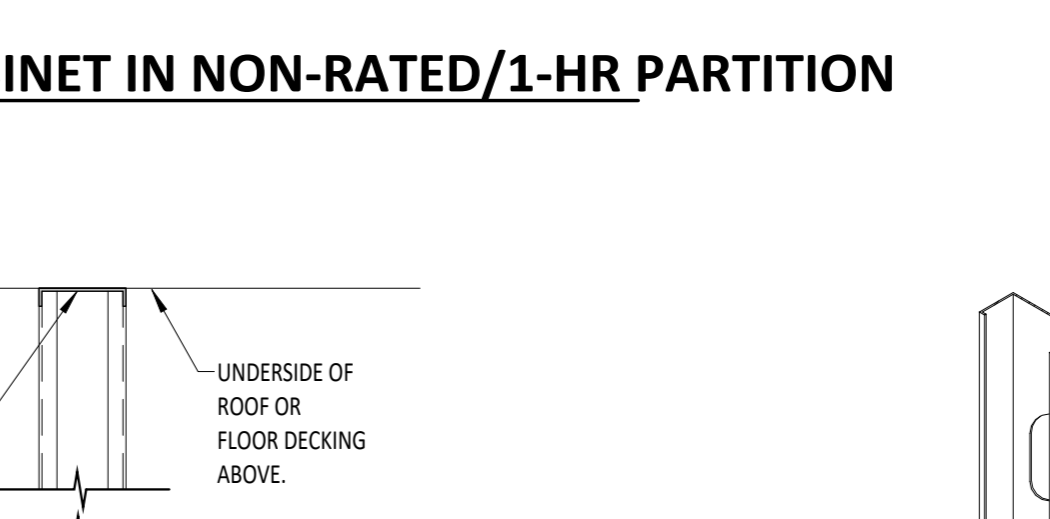 INET IN NON-RATED/1-HR PARTITION
UNDERSIDE OF
ROOF OR
FLOOR DECKING
ABOVE.